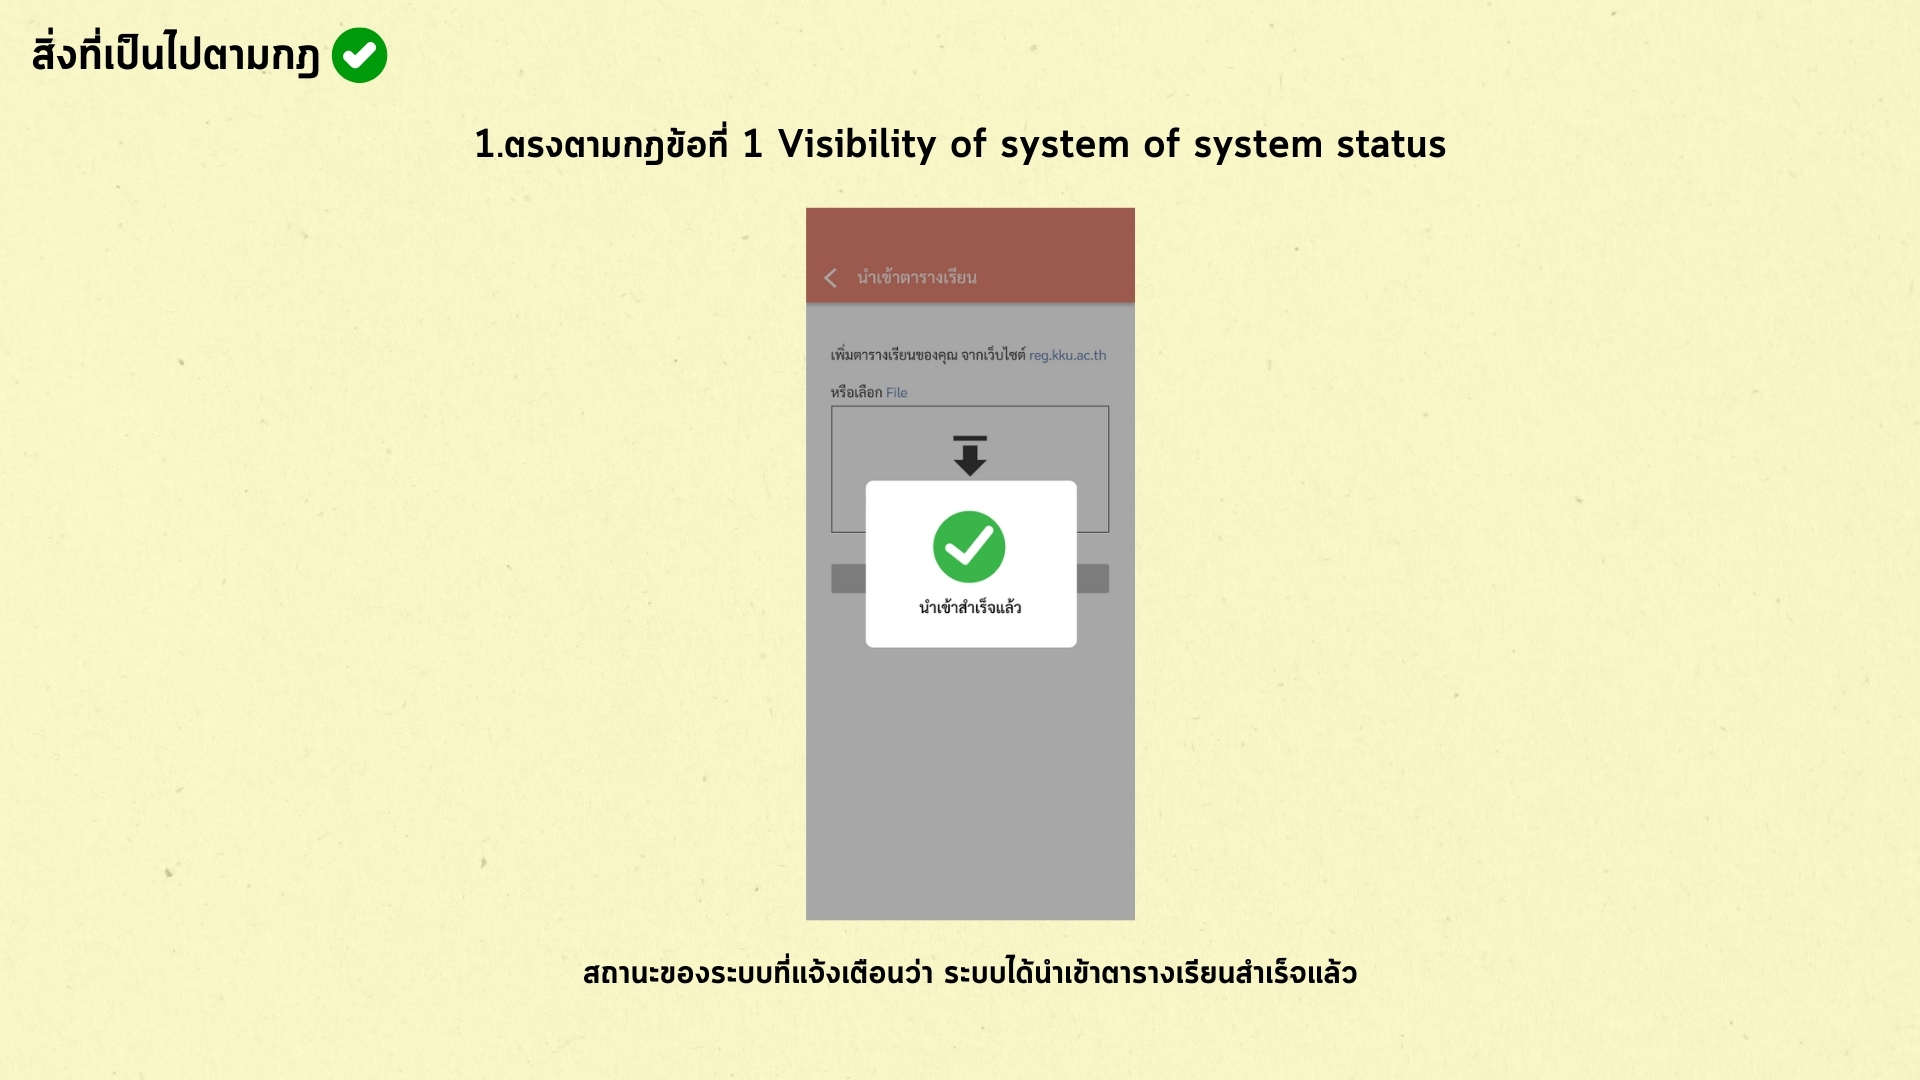 สิ่งที่เป็นไปตามกฎ
1.ตรงตามกฎข้อที่ 1 Visibility of system of system status
นำเข้าตารางเรียน
เพิ่มตารางเรียนของคุณ จากเว็บไซต์ reg.kku.ac.th
หรือเลือก File
นำเข้าสำเร็จแล้ว
สถานะของระบบที่แจ้งเตือนว่า ระบบได้นำเข้าตารางเรียนสำเร็จแล้ว